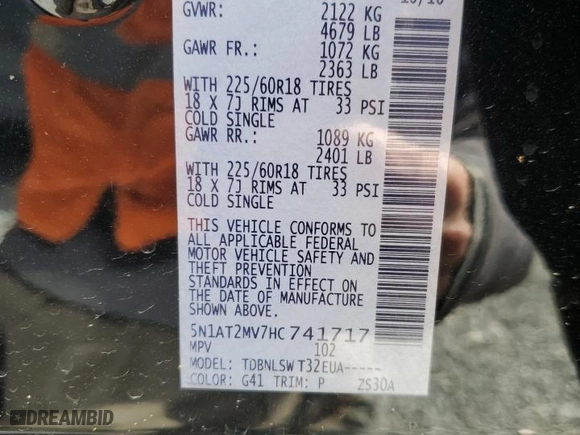 GVWR: 2122 KG
4679 LB
GAWR FR.: 1072 KG
2363 LB
WITH 225/60R18 TIRES
18 X 7J RIMS AT 33 PSI
COLD SINGLE
GAWR RR.: 1089 KG
2401 LB
WITH 225/60R18 TIRES
18 X 7J RIMS AT 33 PSI
COLD SINGLE
THIS VEHICLE CONFORMS TO
ALL APPLICABLE FEDERAL
MOTOR VEHICLE SAFETY AND
THEFT PREVENTION
STANDARDS IN EFFECT ON
THE DATE OF MANUFACTURE
SHOWN ABOVE.
5N1AT2MV7HC741717
MPV 102
MODEL: TDBNLSW T32EUA-----
COLOR: G41 TRIM: P ZS30A
DREAMBID